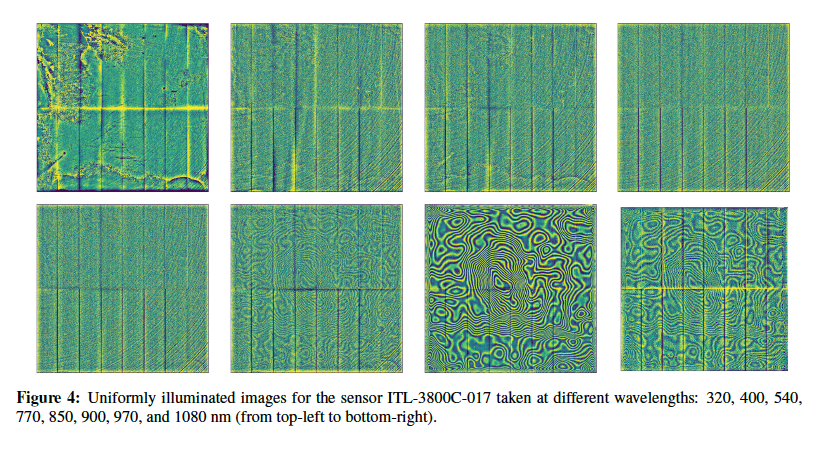 Figure 4: Uniformly illuminated images for the sensor ITL-3800C-017 taken at different wavelengths: 320, 400, 540,
770, 850, 900, 970, and 1080 nm (from top-left to bottom-right).